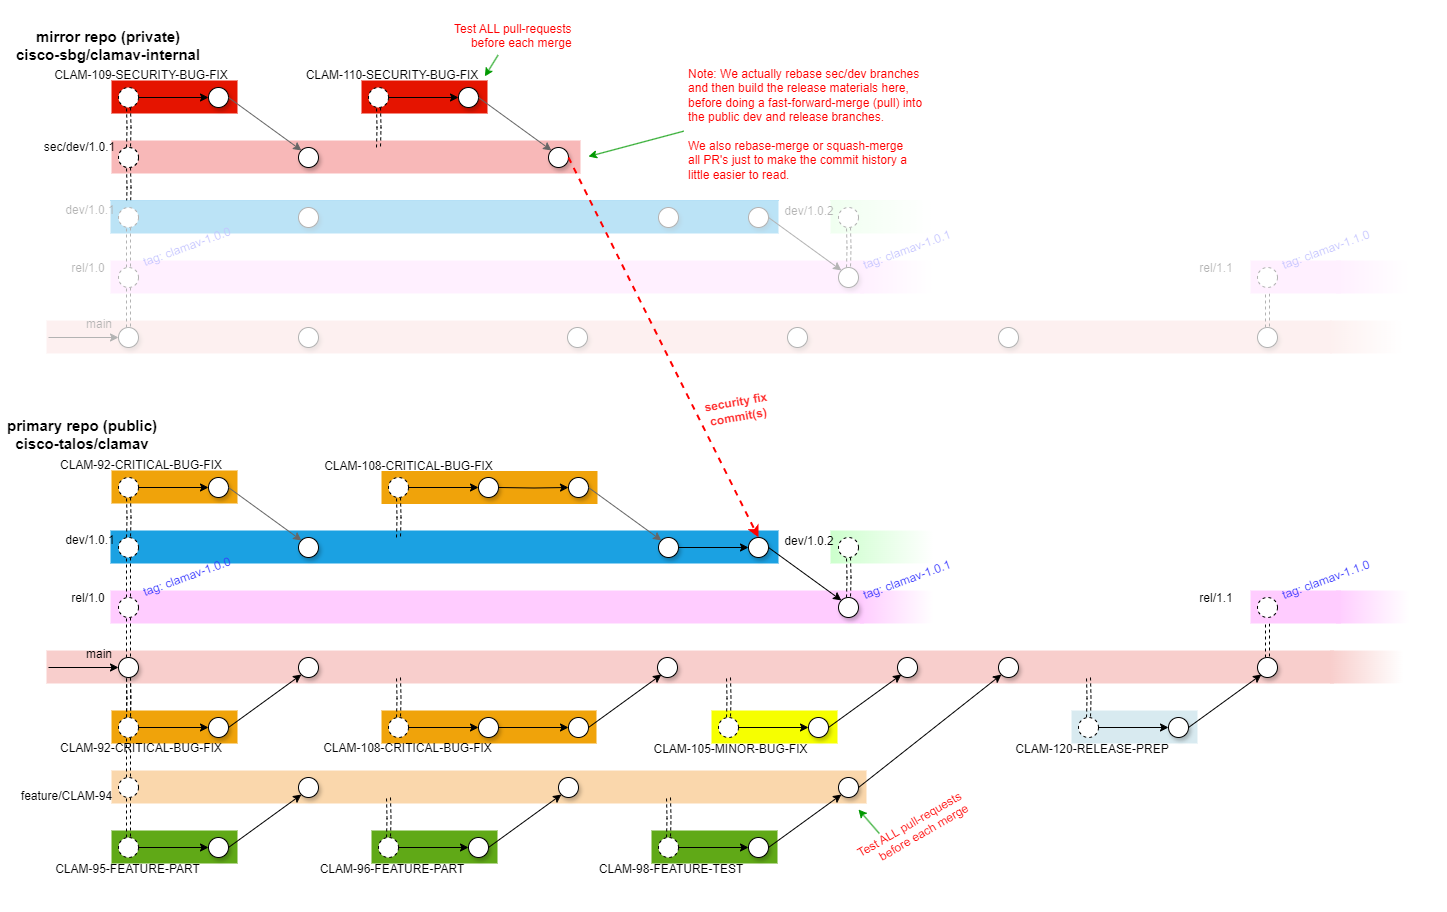 mirror repo (private)
cisco-sbg/clamav-internal
Test ALL pull-requests
before each merge
CLAM-109-SECURITY-BUG-FIX
CLAM-110-SECURITY-BUG-FIX
Note: We actually rebase sec/dev branches
and then build the release materials here,
before doing a fast-forward-merge (pull) into
the public dev and release branches.
We also rebase-merge or squash-merge
all PR's just to make the commit history a
little easier to read.
sec/dev/1.0.1
dev/1.0.1
dev/1.0.2
tag: clamav-1.0.0
tag: clamav-1.0.1
tag: clamav-1.1.0
rel/1.0
rel/1.1
main
security fix
commit(s)
primary repo (public)
cisco-talos/clamav
CLAM-92-CRITICAL-BUG-FIX
CLAM-108-CRITICAL-BUG-FIX
dev/1.0.1
dev/1.0.2
tag: clamav-1.0.0
tag: clamav-1.0.1
tag: clamav-1.1.0
rel/1.0
rel/1.1
main
CLAM-92-CRITICAL-BUG-FIX
CLAM-108-CRITICAL-BUG-FIX
CLAM-105-MINOR-BUG-FIX
CLAM-120-RELEASE-PREP
feature/CLAM-94
Test ALL pull-requests
before each merge
CLAM-95-FEATURE-PART
CLAM-96-FEATURE-PART
CLAM-98-FEATURE-TEST